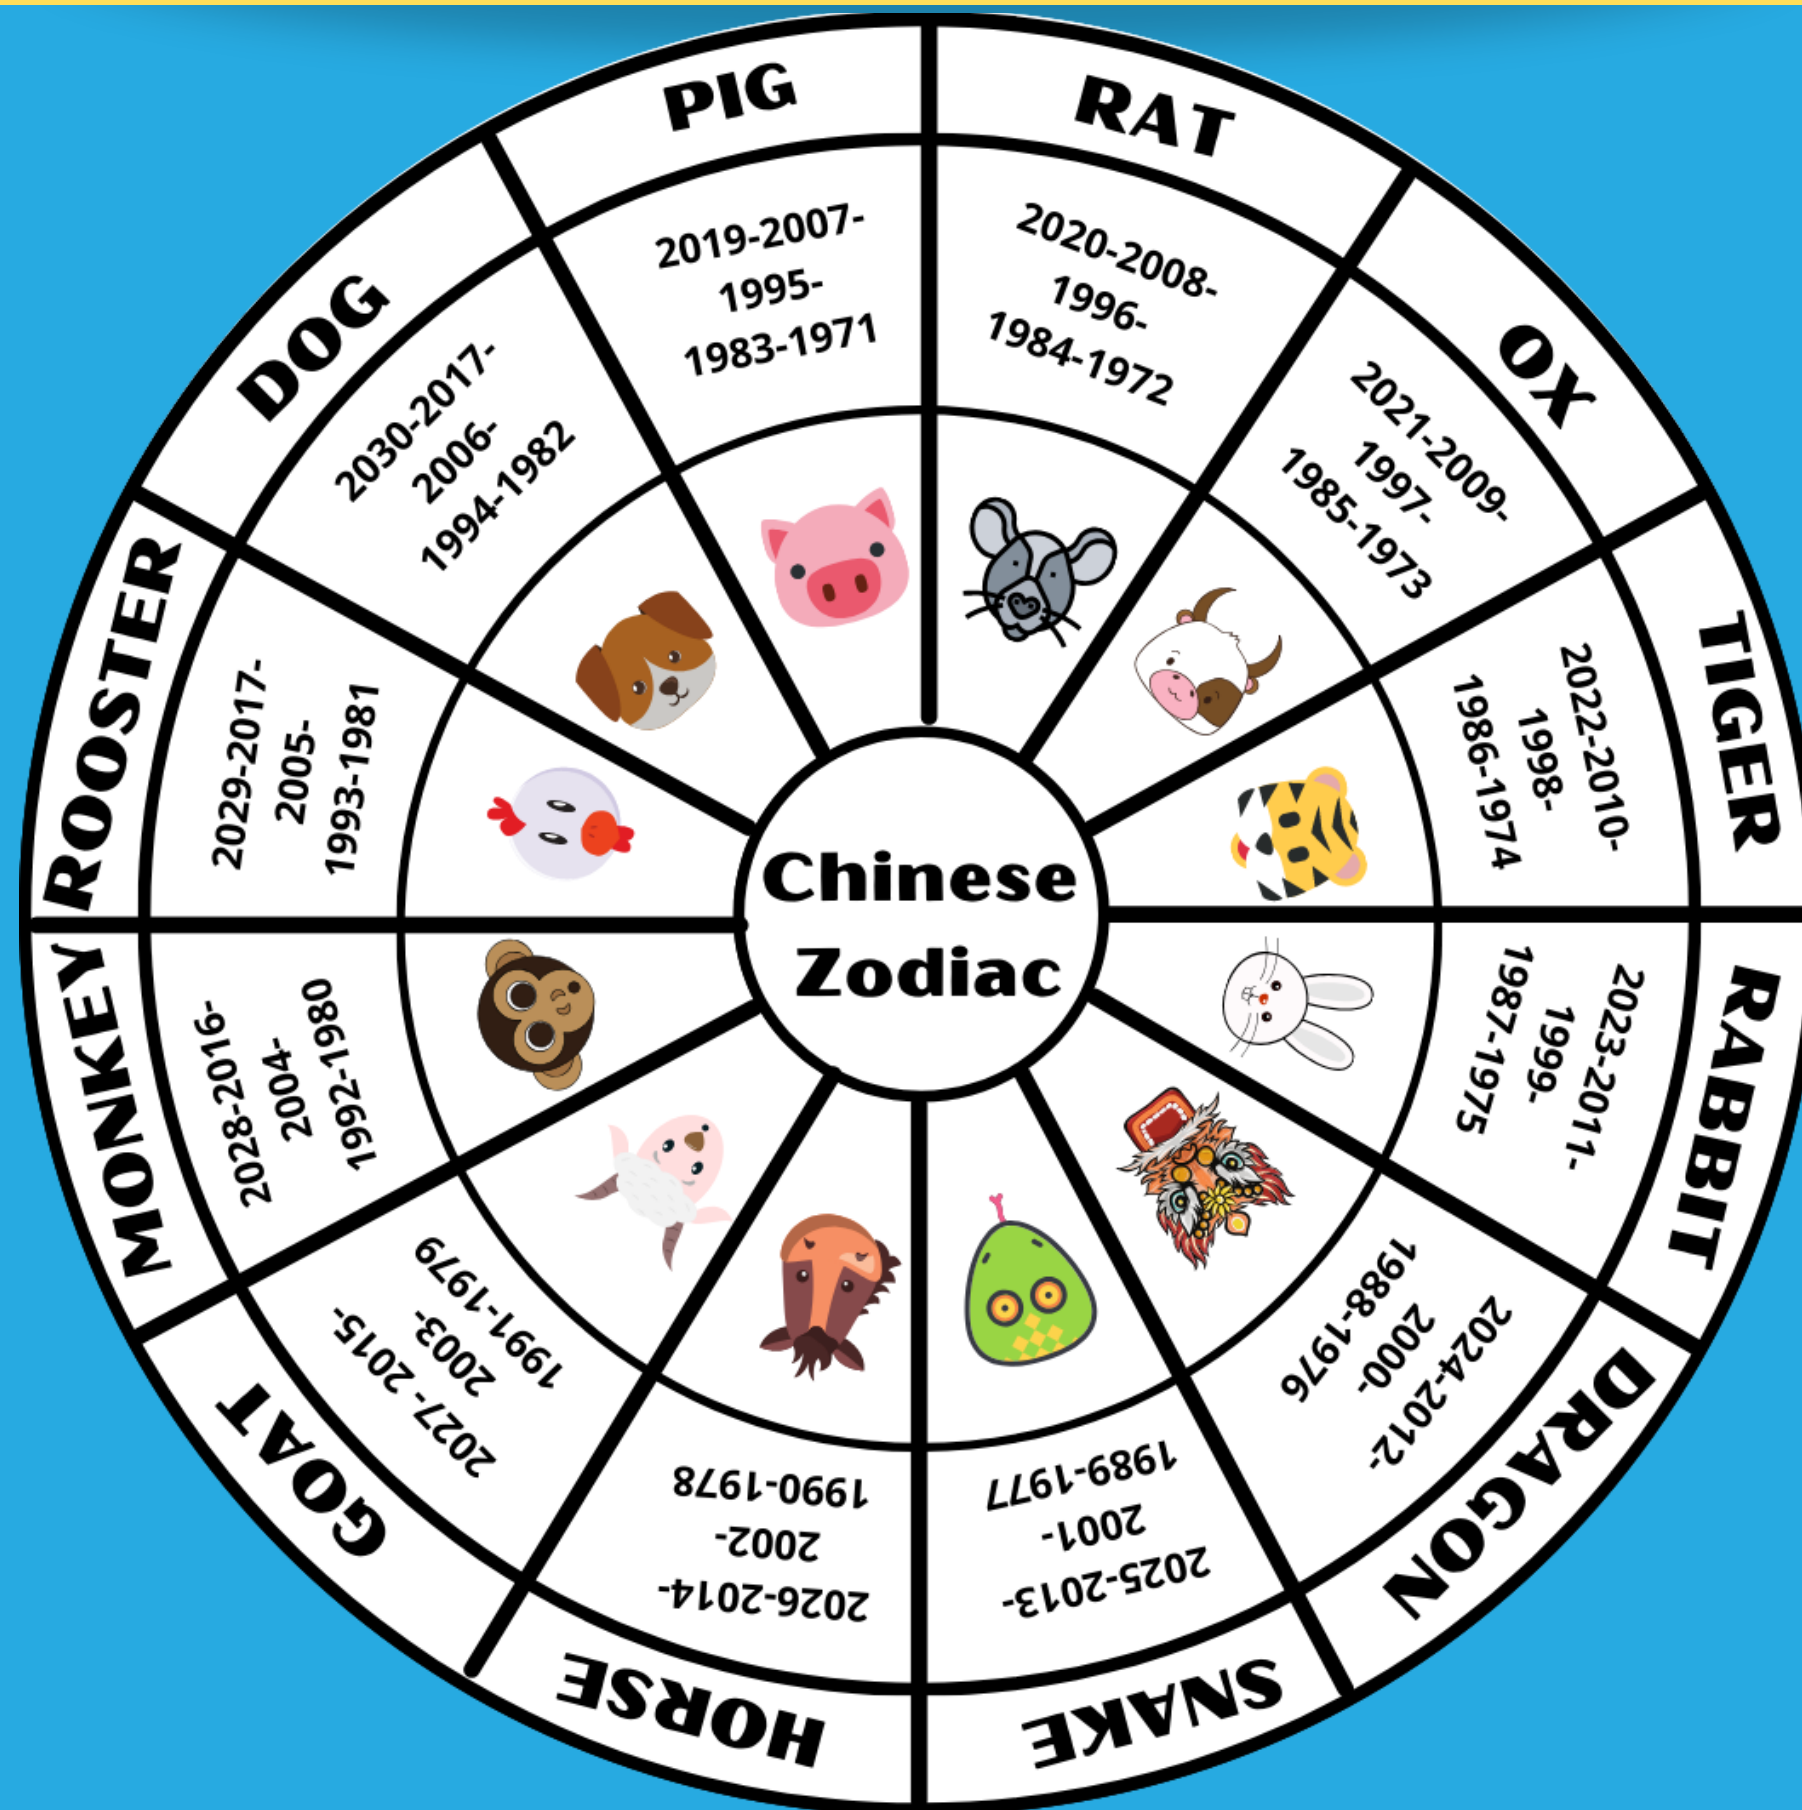 PIG
2019-2007-
1995-
1983-1971
RAT
2020-2008-
1996-
1984-1972
OX
2021-2009-
1997-
1985-1973
TIGER
2022-2010-
1998-
1986-1974
RABBIT
2023-2011-
1999-
1987-1975
DRAGON
2024-2012-
2000-
1988-1976
SNAKE
2025-2013-
2001-
1989-1977
HORSE
2026-2014-
2002-
1990-1978
GOAT
2027- 2015-
2003-
1991-1979
MONKEY
2028-2016-
2004-
1992-1980
ROOSTER
2029-2017-
2005-
1993-1981
DOG
2030-2017-
2006-
1994-1982
Chinese
Zodiac